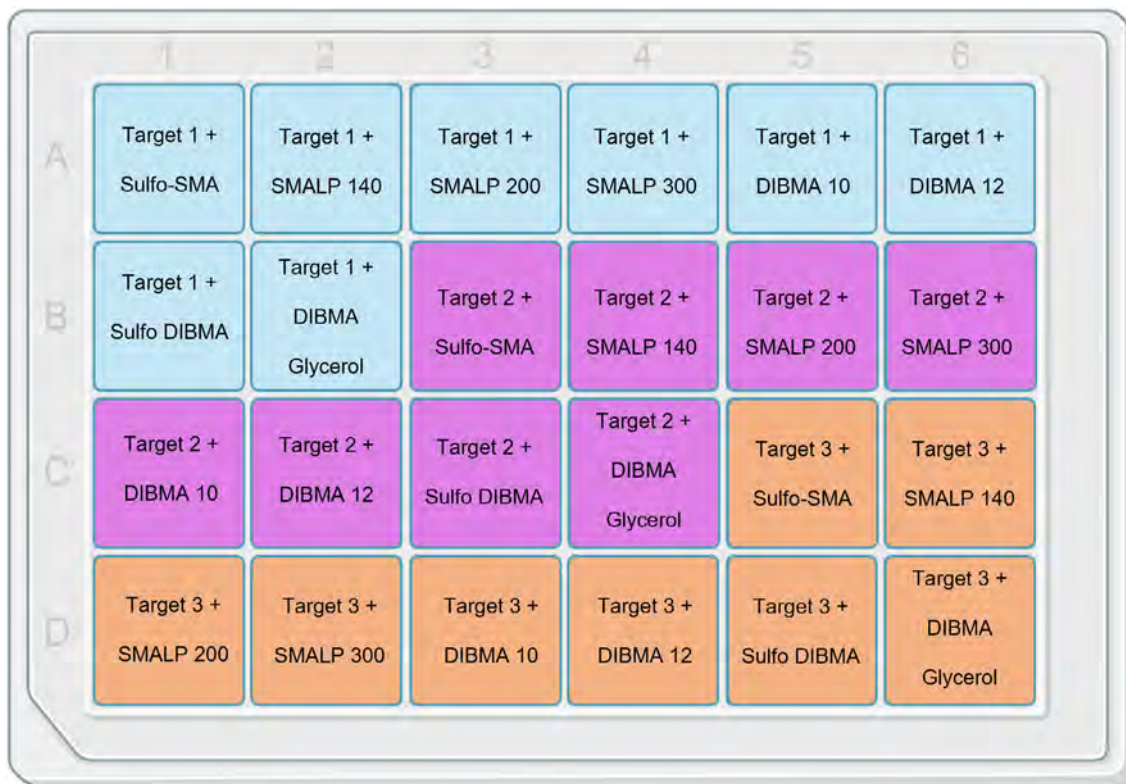 1 2 3 4 5 6
A
Target 1 +
Sulfo-SMA
Target 1 +
SMALP 140
Target 1 +
SMALP 200
Target 1 +
SMALP 300
Target 1 +
DIBMA 10
Target 1 +
DIBMA 12
B
Target 1 +
Sulfo DIBMA
Target 1 +
DIBMA
Glycerol
Target 2 +
Sulfo-SMA
Target 2 +
SMALP 140
Target 2 +
SMALP 200
Target 2 +
SMALP 300
C
Target 2 +
DIBMA 10
Target 2 +
DIBMA 12
Target 2 +
Sulfo DIBMA
Target 2 +
DIBMA
Glycerol
Target 3 +
Sulfo-SMA
Target 3 +
SMALP 140
D
Target 3 +
SMALP 200
Target 3 +
SMALP 300
Target 3 +
DIBMA 10
Target 3 +
DIBMA 12
Target 3 +
Sulfo DIBMA
Target 3 +
DIBMA
Glycerol